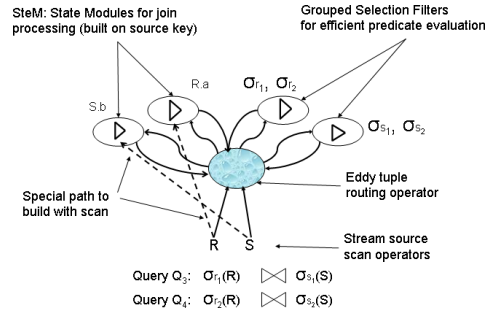 SteM: State Modules for join
processing (built on source key)
Grouped Selection Filters
for efficient predicate evaluation
R.a
σr1, σr2
S.b
σs1, σs2
Special path to
build with scan
Eddy tuple
routing operator
R S
Stream source
scan operators
Query Q3: σr1(R) ⋈ σs1(S)
Query Q4: σr2(R) ⋈ σs2(S)